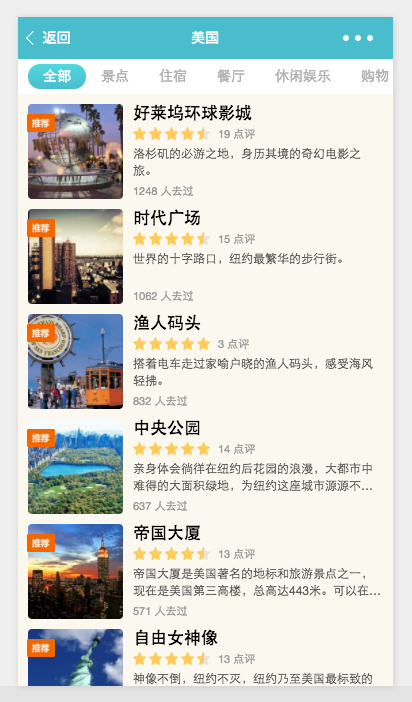 返回
美国
全部 景点 住宿 餐厅 休闲娱乐 购物
推荐
好莱坞环球影城
19 点评
洛杉矶的必游之地，身历其境的奇幻电影之
旅。
1248 人去过
推荐
时代广场
15 点评
世界的十字路口，纽约最繁华的步行街。
1062 人去过
推荐
渔人码头
3 点评
搭着电车走过家喻户晓的渔人码头，感受海风
轻拂。
832 人去过
推荐
中央公园
14 点评
亲身体会徜徉在纽约后花园的浪漫，大都市中
难得的大面积绿地，为纽约这座城市源源不…
637 人去过
推荐
帝国大厦
13 点评
帝国大厦是美国著名的地标和旅游景点之一，
现在是美国第三高楼，总高达443米。可以在…
571 人去过
推荐
自由女神像
13 点评
神像不倒，纽约不灭，纽约乃至美国最标致的